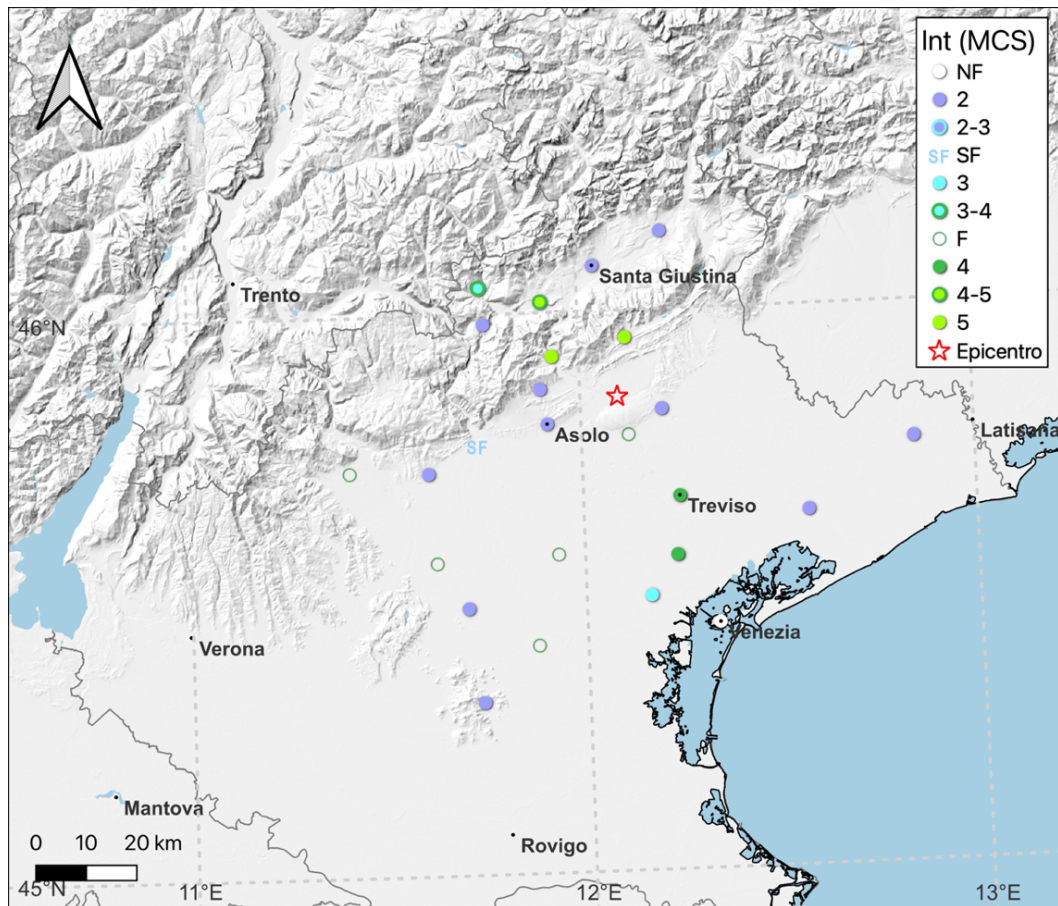 Int (MCS)
NF
2
2-3
SF SF
3
3-4
F
4
4-5
5
Epicentro
Santa Giustina
Trento
46°N
Asolo
Latisana
SF
Treviso
Venezia
Verona
Mantova
0 10 20 km
Rovigo
45°N
11°E
12°E
13°E